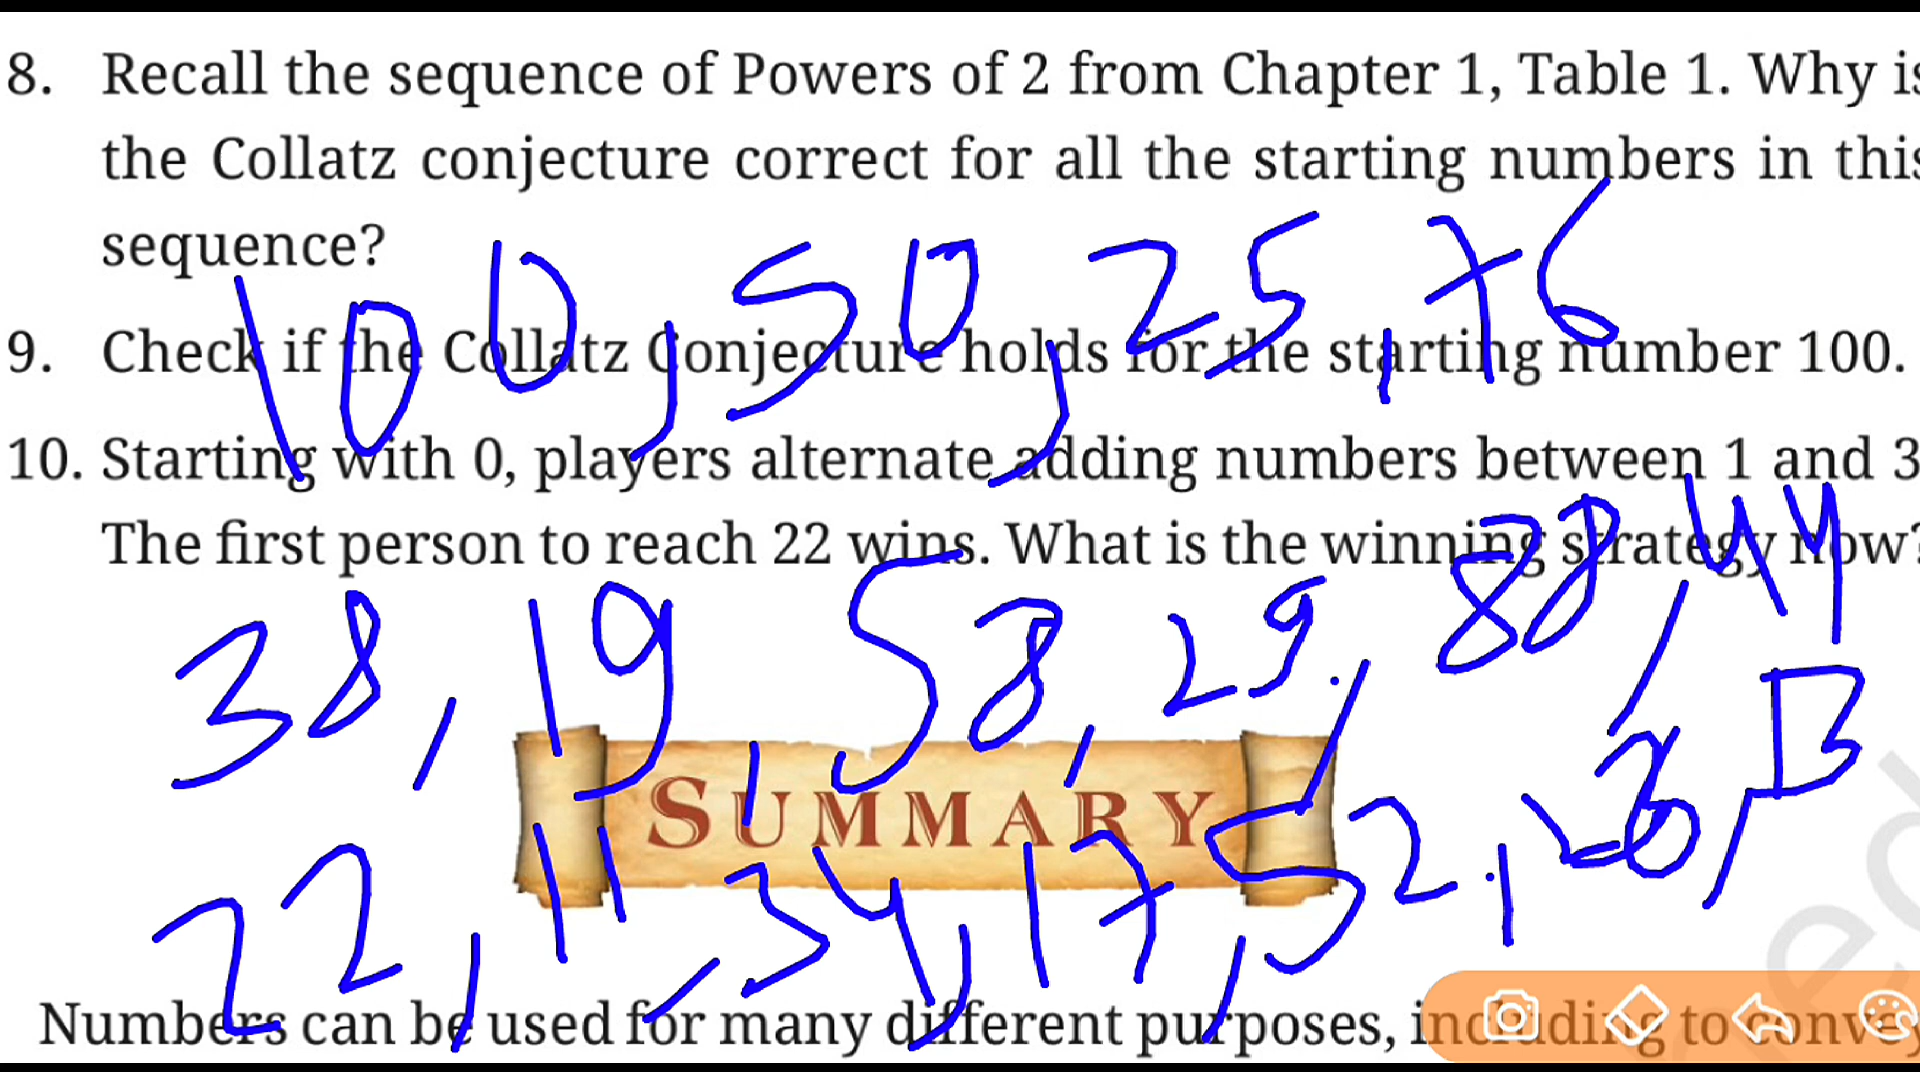 8. Recall the sequence of Powers of 2 from Chapter 1, Table 1. Why is
the Collatz conjecture correct for all the starting numbers in this
sequence?
100, 50, 25, 76
9. Check if the Collatz Conjecture holds for the starting number 100.
10. Starting with 0, players alternate adding numbers between 1 and 3
The first person to reach 22 wins. What is the winning strategy now?
38, 19, 58, 29, 88, 44
SUMMARY
22, 11, 34, 17, 52, 26, 13
Numbers can be used for many different purposes, including to convey